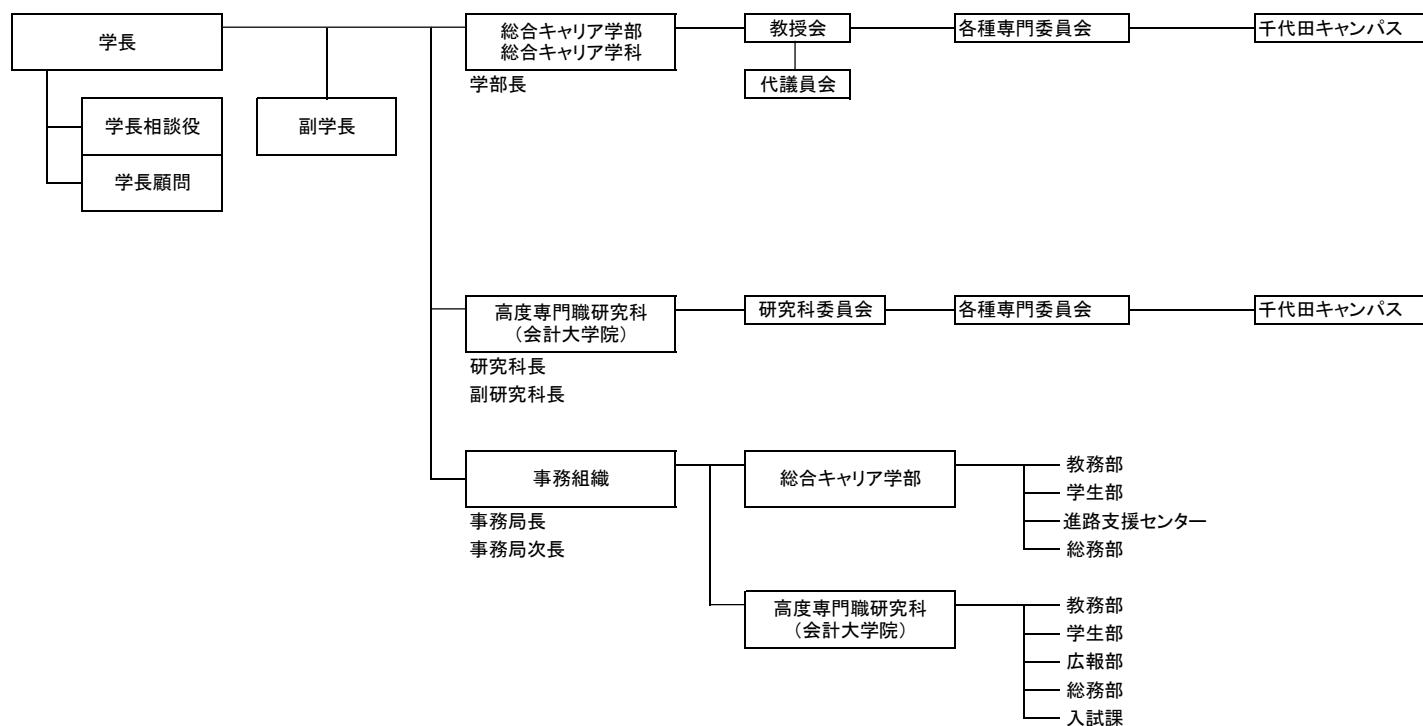 学長
総合キャリア学部
総合キャリア学科
教授会
各種専門委員会
千代田キャンパス
学部長
代議員会
学長相談役
副学長
学長顧問
高度専門職研究科
（会計大学院）
研究科委員会
各種専門委員会
千代田キャンパス
研究科長
副研究科長
事務組織
総合キャリア学部
教務部
学生部
進路支援センター
総務部
事務局長
事務局次長
高度専門職研究科
（会計大学院）
教務部
学生部
広報部
総務部
入試課